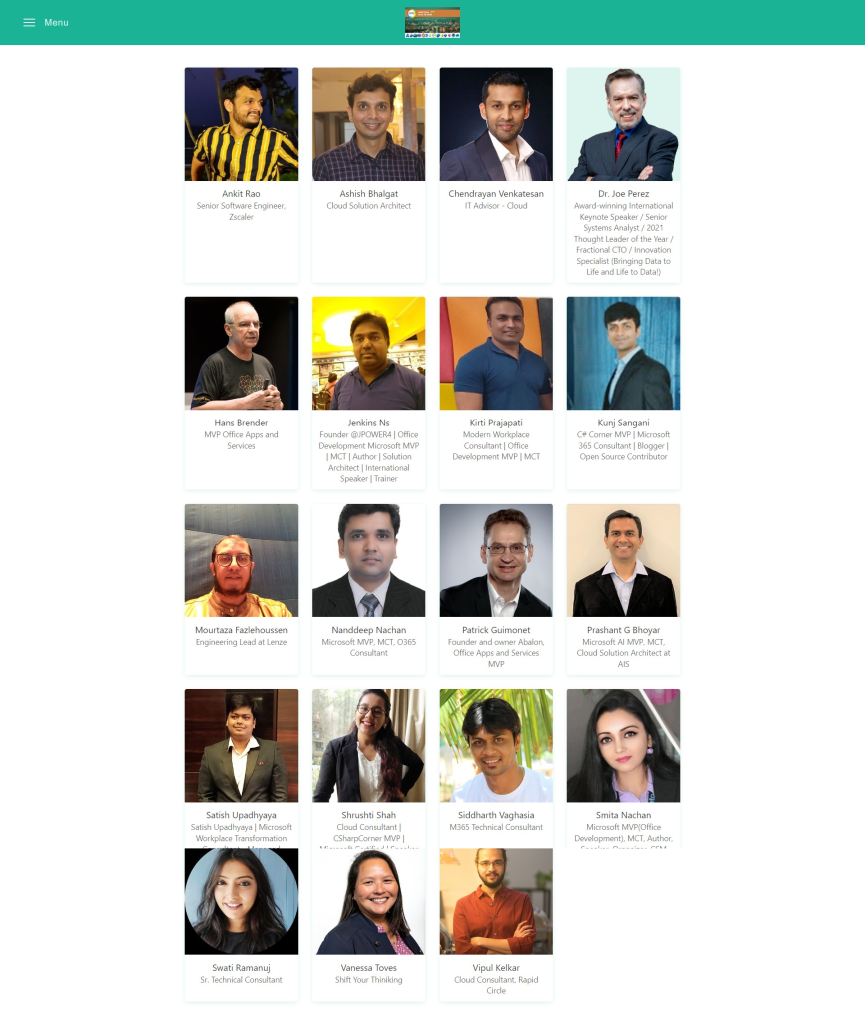 Menu
Ankit Rao
Senior Software Engineer,
Zscaler
Ashish Bhalgat
Cloud Solution Architect
Chendrayan Venkatesan
IT Advisor - Cloud
Dr. Joe Perez
Award-winning International
Keynote Speaker / Senior
Systems Analyst / 2021
Thought Leader of the Year /
Fractional CTO / Innovation
Specialist (Bringing Data to
Life and Life to Data!)
Hans Brender
MVP Office Apps and
Services
Jenkins Ns
Founder @JPOWER4 | Office
Development Microsoft MVP
| MCT | Author | Solution
Architect | International
Speaker | Trainer
Kirti Prajapati
Modern Workplace
Consultant | Office
Development MVP | MCT
Kunj Sangani
C# Corner MVP | Microsoft
365 Consultant | Blogger |
Open Source Contributor
Mourtaza Fazlehoussen
Engineering Lead at Lenze
Nanddeep Nachan
Microsoft MVP, MCT, O365
Consultant
Patrick Guimonet
Founder and owner Abalon,
Office Apps and Services
MVP
Prashant G Bhoyar
Microsoft AI MVP, MCT,
Cloud Solution Architect at
AIS
Satish Upadhyaya
Satish Upadhyaya | Microsoft
Workplace Transformation
Shrushti Shah
Cloud Consultant |
CSharpCorner MVP |
Siddharth Vaghasia
M365 Technical Consultant
Smita Nachan
Microsoft MVP(Office
Development), MCT, Author,
Swati Ramanuj
Sr. Technical Consultant
Vanessa Toves
Shift Your Thiniking
Vipul Kelkar
Cloud Consultant, Rapid
Circle